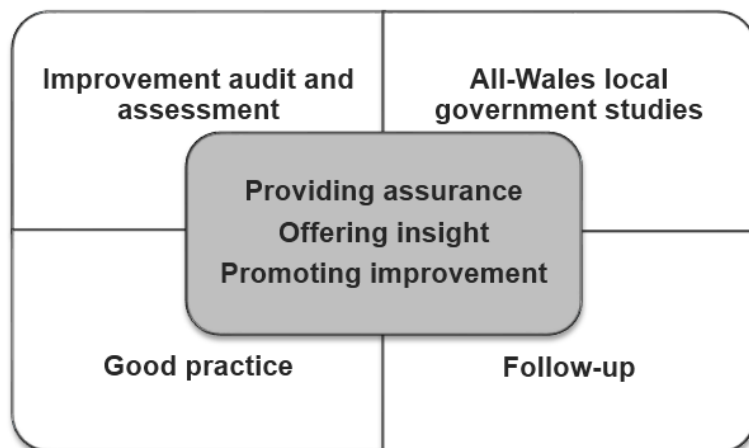 Improvement audit and
assessment
All-Wales local
government studies
Providing assurance
Offering insight
Promoting improvement
Good practice
Follow-up